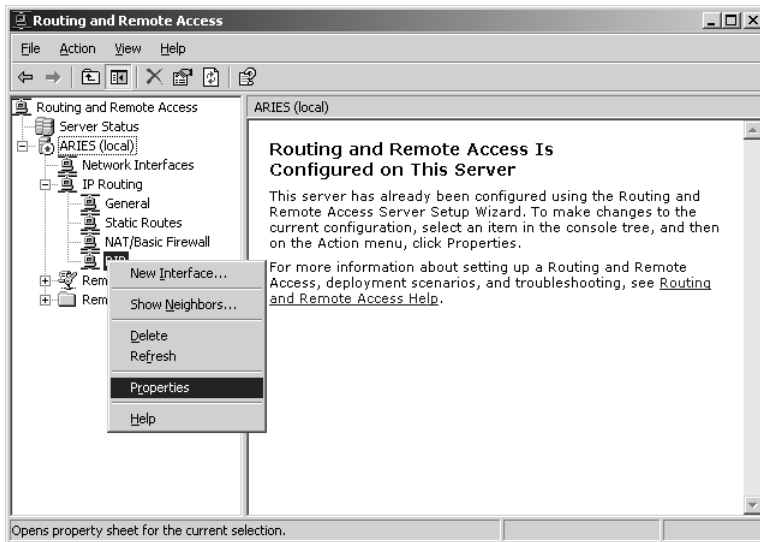 Routing and Remote Access
File Action View Help
Routing and Remote Access
Server Status
ARIES (local)
Network Interfaces
IP Routing
General
Static Routes
NAT/Basic Firewall
Rem
Rem
New Interface...
Show Neighbors...
Delete
Refresh
Properties
Help
ARIES (local)
Routing and Remote Access Is
Configured on This Server
This server has already been configured using the Routing and
Remote Access Server Setup Wizard. To make changes to the
current configuration, select an item in the console tree, and then
on the Action menu, click Properties.
For more information about setting up a Routing and Remote
Access, deployment scenarios, and troubleshooting, see Routing
and Remote Access Help.
Opens property sheet for the current selection.